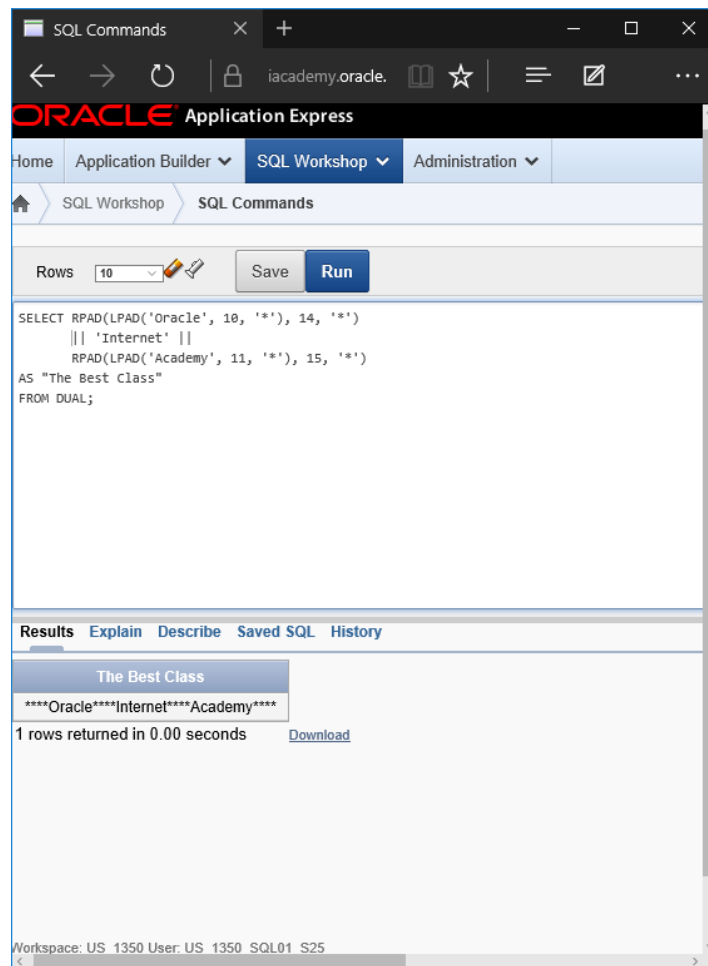 SQL Commands
iacademy.oracle.
ORACLE Application Express
Home Application Builder SQL Workshop Administration
SQL Workshop SQL Commands
Rows 10 Save Run
SELECT RPAD(LPAD('Oracle', 10, '*'), 14, '*')
|| 'Internet' ||
RPAD(LPAD('Academy', 11, '*'), 15, '*')
AS "The Best Class"
FROM DUAL;
Results Explain Describe Saved SQL History
The Best Class
****Oracle****Internet****Academy****
1 rows returned in 0.00 seconds Download
Workspace: US_1350 User: US_1350_SQL01_S25